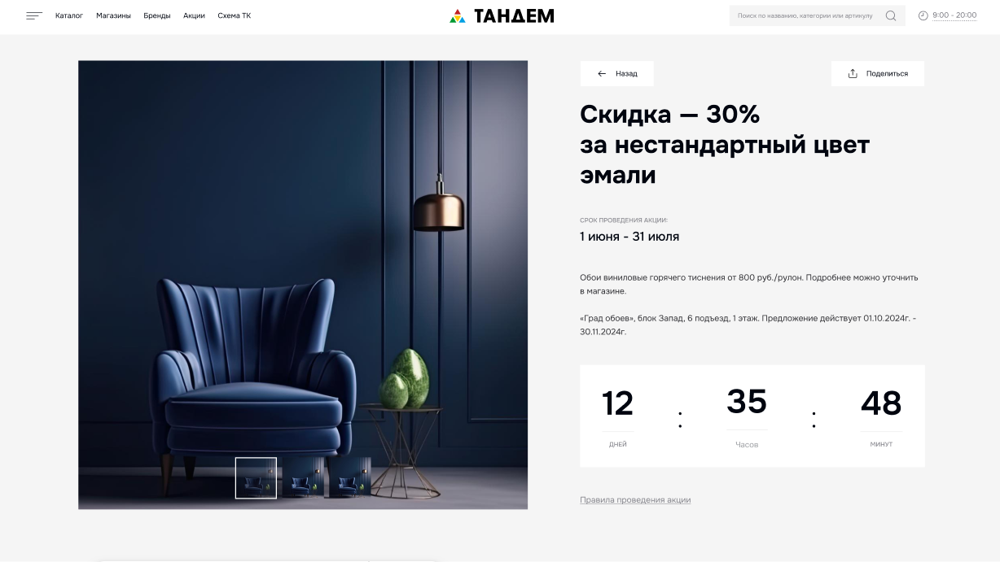 Каталог
Магазины
Бренды
Акции
Схема ТК
ТАНДЕМ
Поиск по названию, категории или артикулу
9:00 - 20:00
Назад
Поделиться
Скидка — 30%
за нестандартный цвет
эмали
СРОК ПРОВЕДЕНИЯ АКЦИИ:
1 июня - 31 июля
Обои виниловые горячего тиснения от 800 руб./рулон. Подробнее можно уточнить
в магазине.
«Град обоев», блок Запад, 6 подъезд, 1 этаж. Предложение действует 01.10.2024г. -
30.11.2024г.
12 : 35 : 48
ДНЕЙ
Часов
МИНУТ
Правила проведения акции